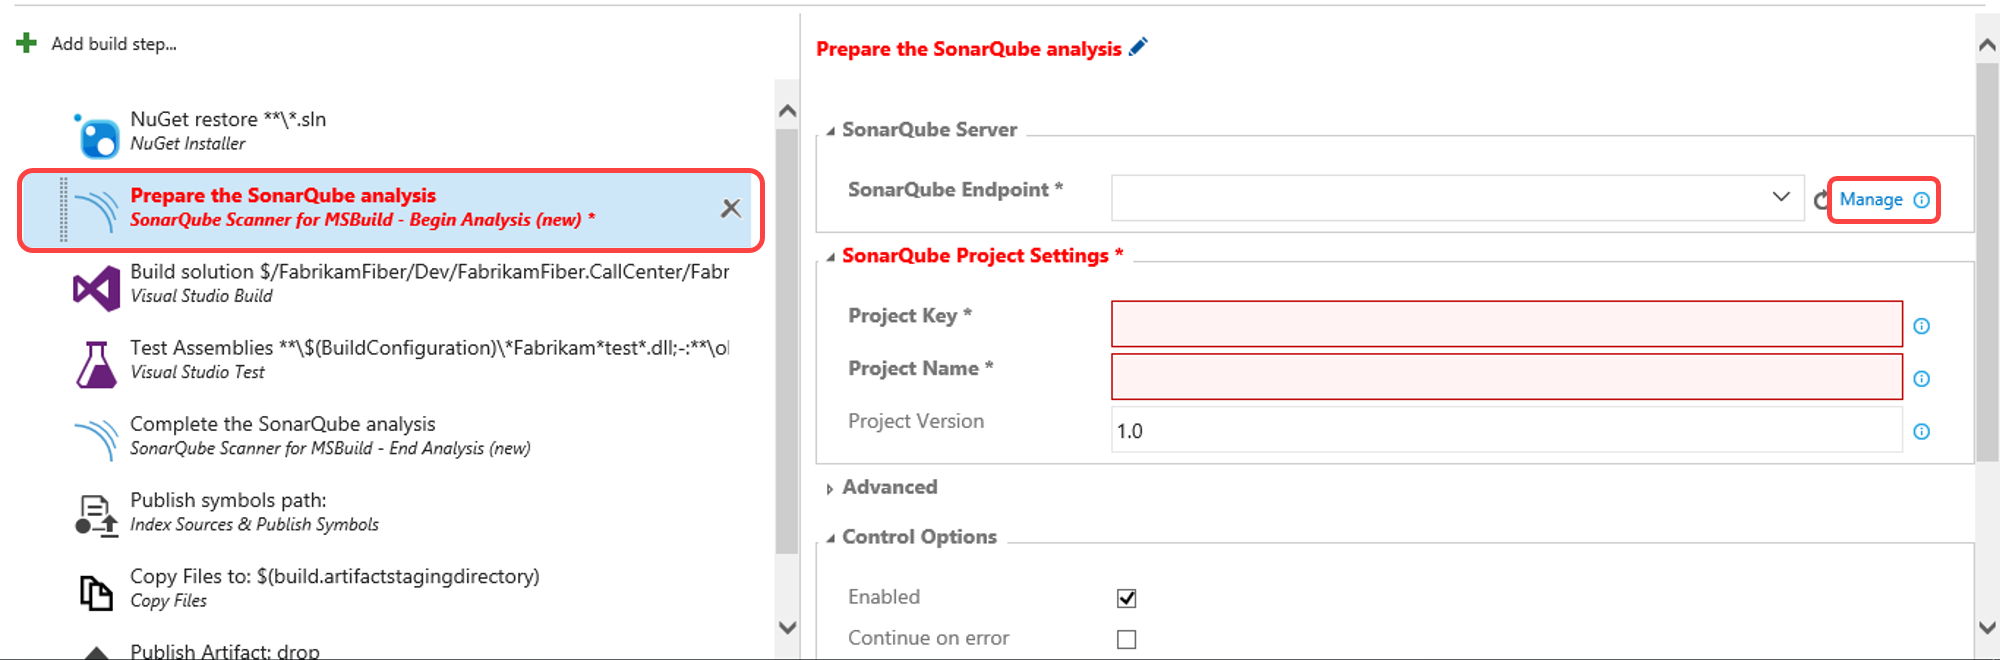 Add build step...
NuGet restore **\*.sln
NuGet Installer
Prepare the SonarQube analysis
SonarQube Scanner for MSBuild - Begin Analysis (new) *
Build solution $/FabrikamFiber/Dev/FabrikamFiber.CallCenter/Fabr
Visual Studio Build
Test Assemblies **\$(BuildConfiguration)\*Fabrikam*test*.dll;-:**\ol
Visual Studio Test
Complete the SonarQube analysis
SonarQube Scanner for MSBuild - End Analysis (new)
Publish symbols path:
Index Sources & Publish Symbols
Copy Files to: $(build.artifactstagingdirectory)
Copy Files
Publish Artifact: drop
Prepare the SonarQube analysis
SonarQube Server
SonarQube Endpoint *
Manage
SonarQube Project Settings *
Project Key *
Project Name *
Project Version
1.0
Advanced
Control Options
Enabled
Continue on error